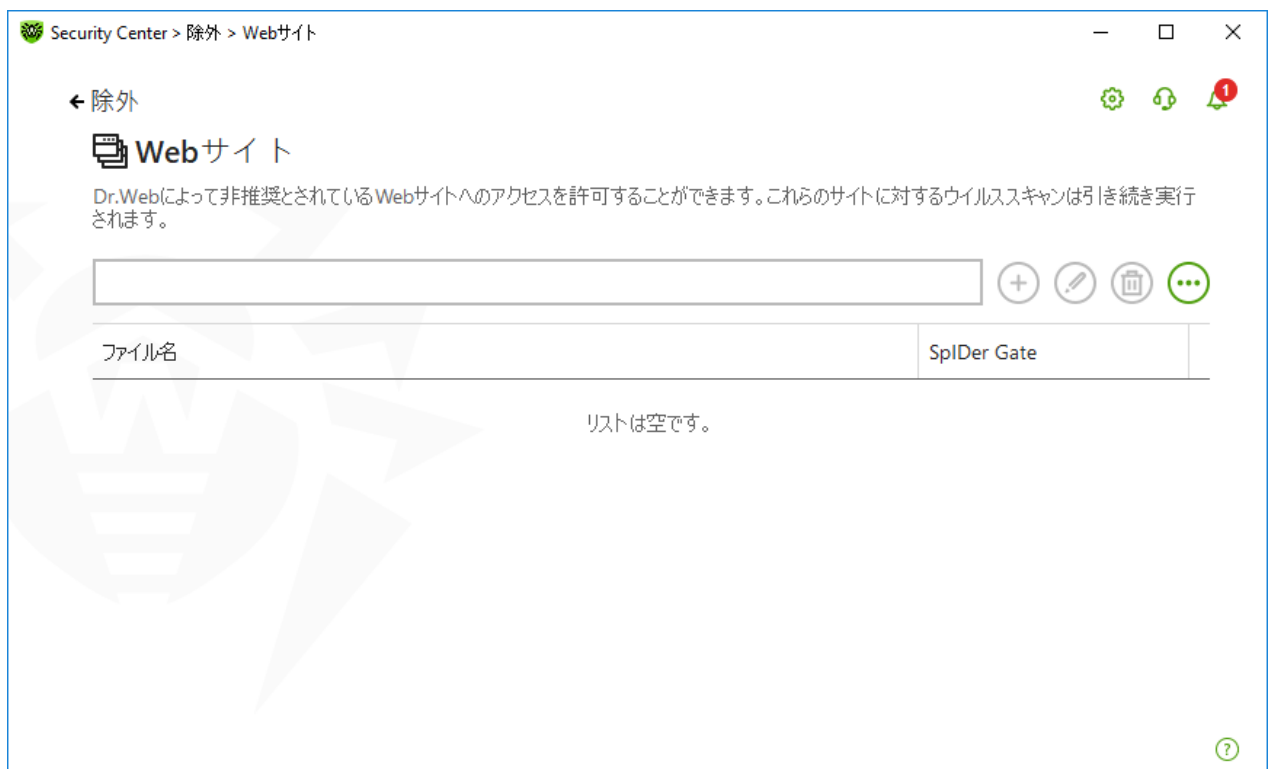 Security Center > 除外 > Webサイト
除外
1
Webサイト
Dr.Webによって非推奨とされているWebサイトへのアクセスを許可することができます。これらのサイトに対するウイルススキャンは引き続き実行
されます。
ファイル名
SpIDer Gate
リストは空です。
?